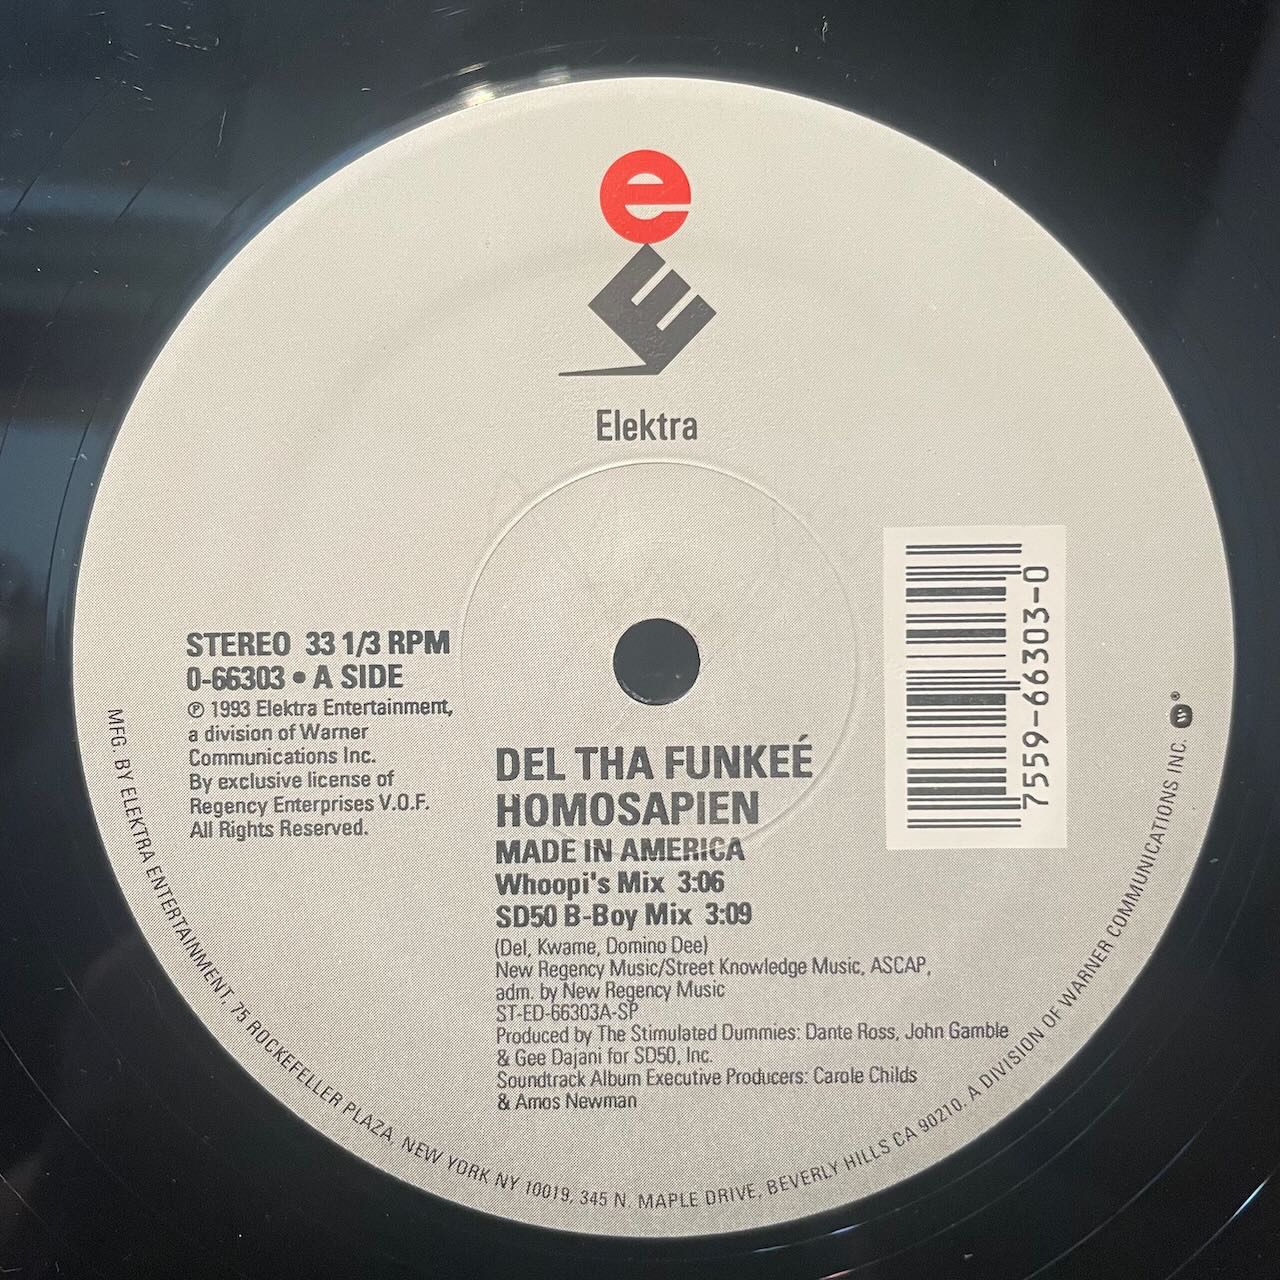 e
E
Elektra
STEREO 33 1/3 RPM
0-66303 • A SIDE
℗ 1993 Elektra Entertainment,
a division of Warner
Communications Inc.
By exclusive license of
Regency Enterprises V.O.F.
All Rights Reserved.
7559-66303-0
DEL THA FUNKEÉ
HOMOSAPIEN
MADE IN AMERICA
Whoopi's Mix 3:06
SD50 B-Boy Mix 3:09
(Del, Kwame, Domino Dee)
New Regency Music/Street Knowledge Music, ASCAP,
adm. by New Regency Music
ST-ED-66303A-SP
Produced by The Stimulated Dummies: Dante Ross, John Gamble
& Gee Dajani for SD50, Inc.
Soundtrack Album Executive Producers: Carole Childs
& Amos Newman
MFG. BY ELEKTRA ENTERTAINMENT, 75 ROCKEFELLER PLAZA, NEW YORK NY 10019, 345 N. MAPLE DRIVE, BEVERLY HILLS CA 90210. A DIVISION OF WARNER COMMUNICATIONS INC. ®